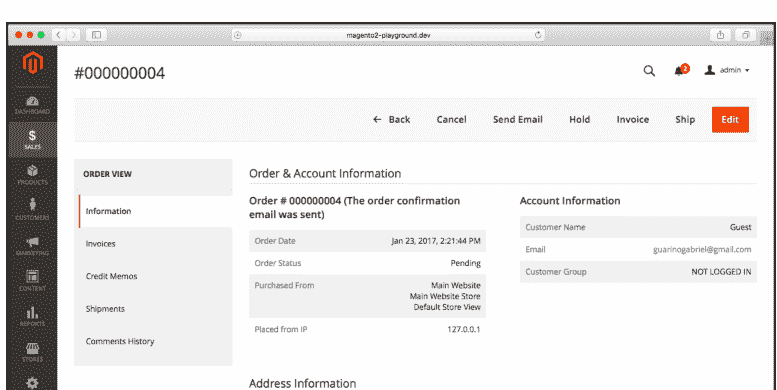 magento2-playground.dev
#000000004
2
admin
DASHBOARD
$
SALES
PRODUCTS
CUSTOMERS
MARKETING
CONTENT
REPORTS
STORES
Back
Cancel
Send Email
Hold
Invoice
Ship
Edit
ORDER VIEW
Information
Invoices
Credit Memos
Shipments
Comments History
Order & Account Information
Order # 000000004 (The order confirmation
email was sent)
Order Date Jan 23, 2017, 2:21:44 PM
Order Status Pending
Purchased From Main Website
Main Website Store
Default Store View
Placed from IP 127.0.0.1
Account Information
Customer Name Guest
Email guarinogabriel@gmail.com
Customer Group NOT LOGGED IN
Address Information